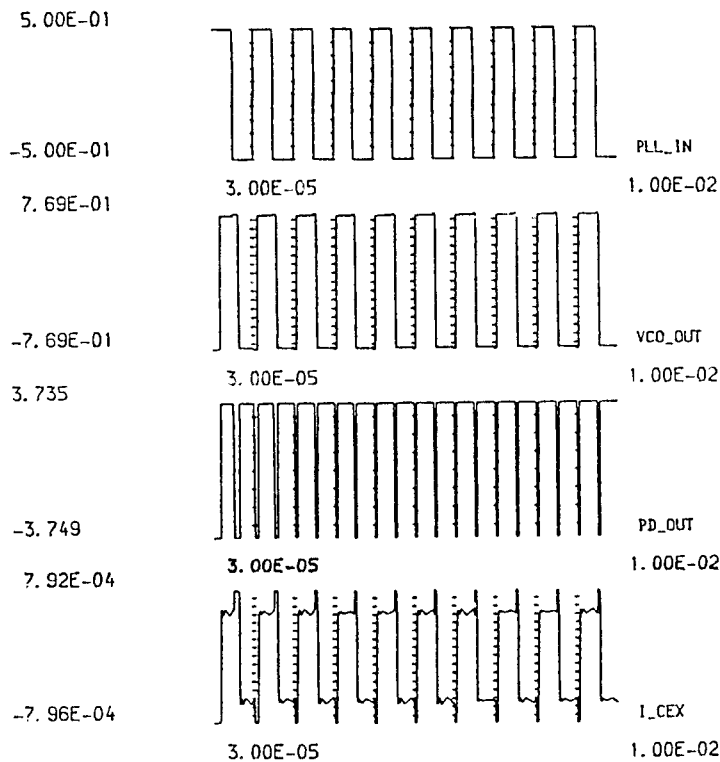 5.00E-01
-5.00E-01
PLL_IN
3.00E-05
1.00E-02
7.69E-01
-7.69E-01
VCO_OUT
3.00E-05
1.00E-02
3.735
-3.749
PD_OUT
3.00E-05
1.00E-02
7.92E-04
-7.96E-04
I_CEX
3.00E-05
1.00E-02